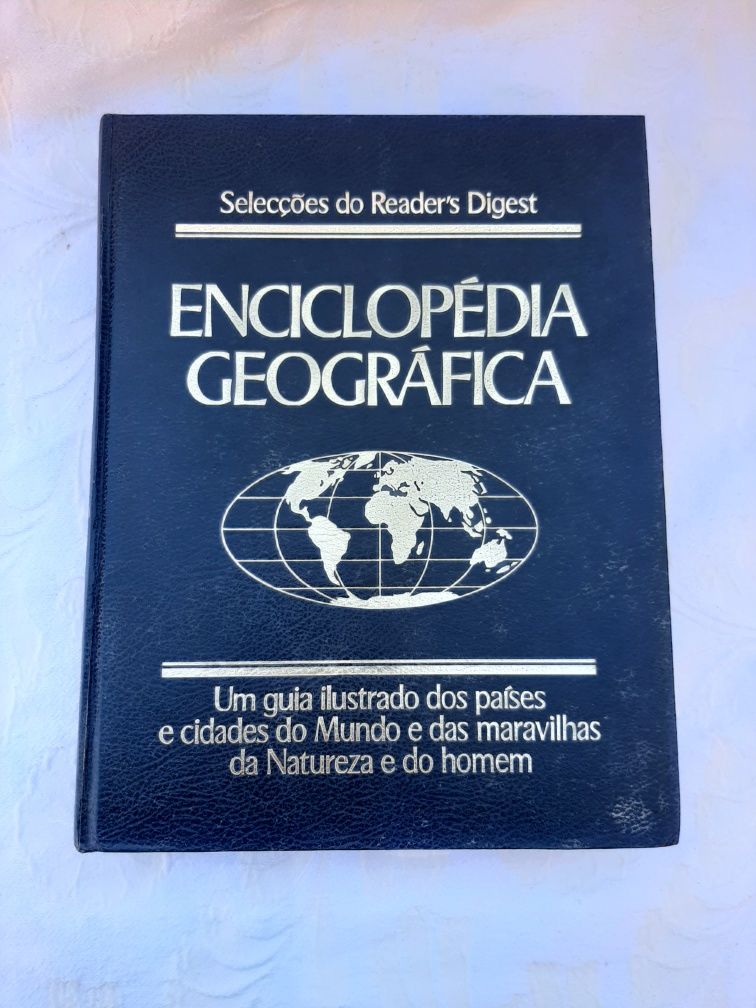 Selecções do Reader's Digest
ENCICLOPÉDIA
GEOGRÁFICA
Um guia ilustrado dos países
e cidades do Mundo e das maravilhas
da Natureza e do homem